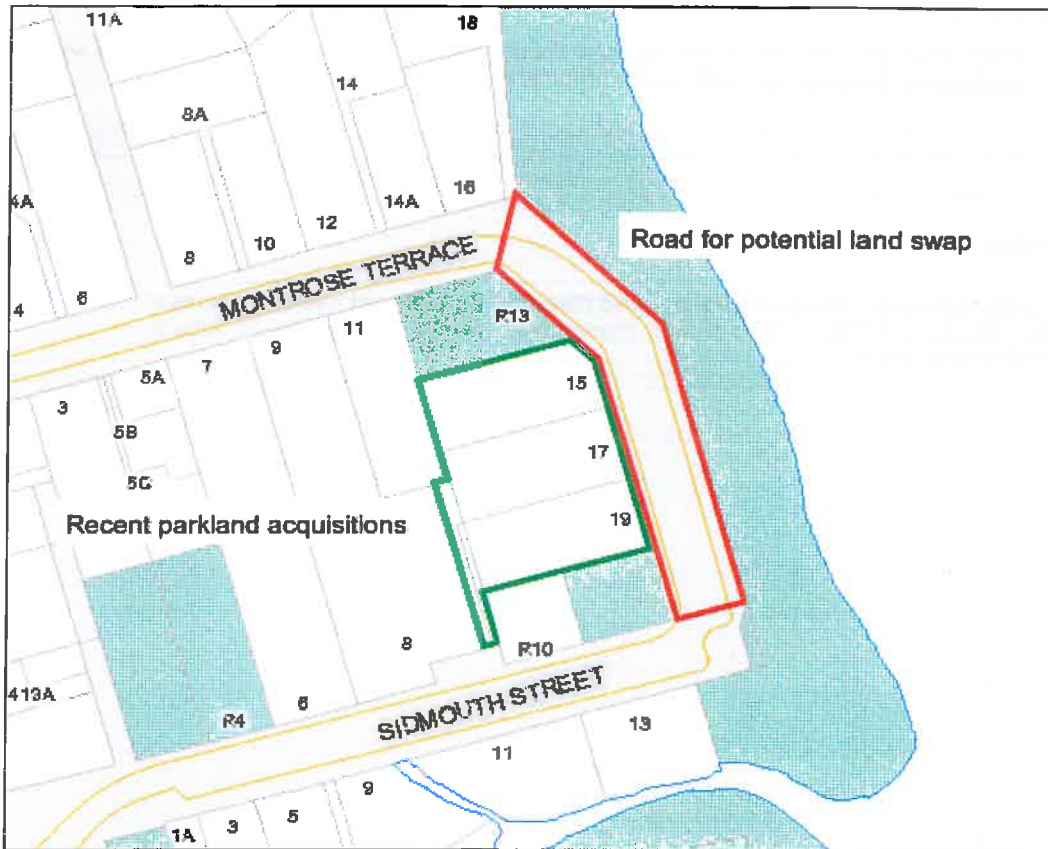 11A
18
14
8A
4A
16
14A
12
10
8
6
4
MONTROSE TERRACE
Road for potential land swap
R13
11
9
7
5A
3
5B
5C
15
17
19
Recent parkland acquisitions
8
R10
6
R4
419A
SIDMOUTH STREET
13
11
9
5
3
1A